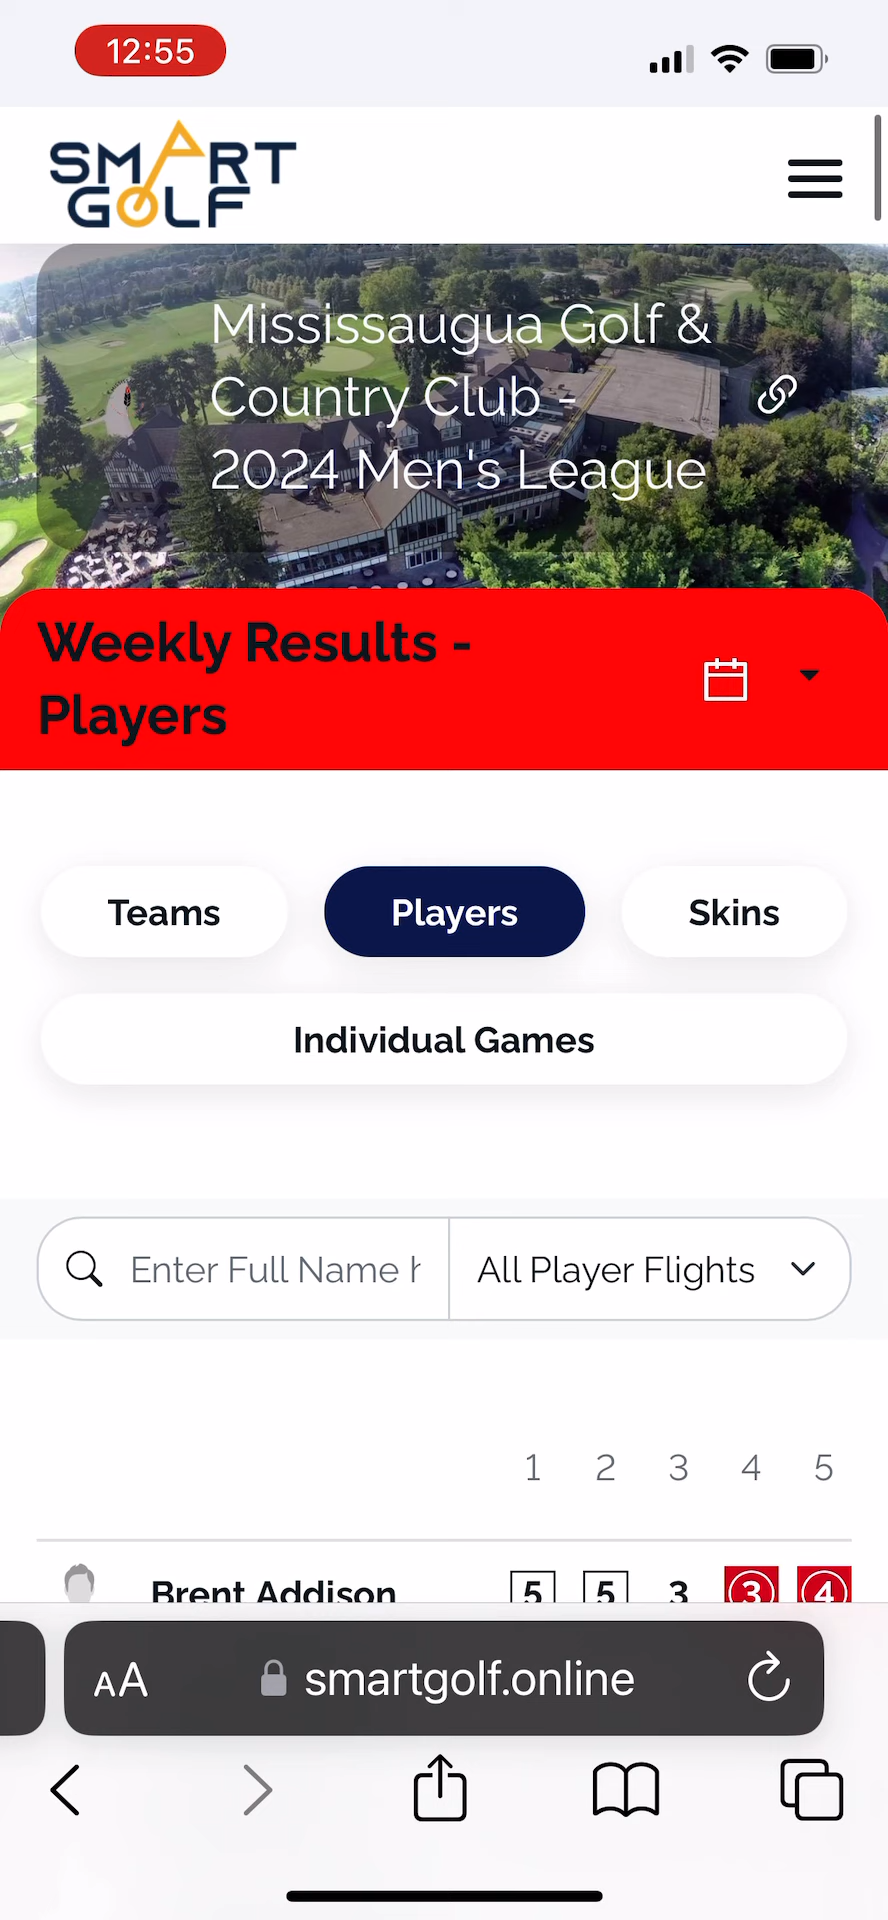 12:55
SMART
GOLF
Mississaugua Golf &
Country Club -
2024 Men's League
Weekly Results -
Players
Teams
Players
Skins
Individual Games
Enter Full Name h
All Player Flights
1 2 3 4 5
Brent Addison 5 5 3 3 4
AA smartgolf.online